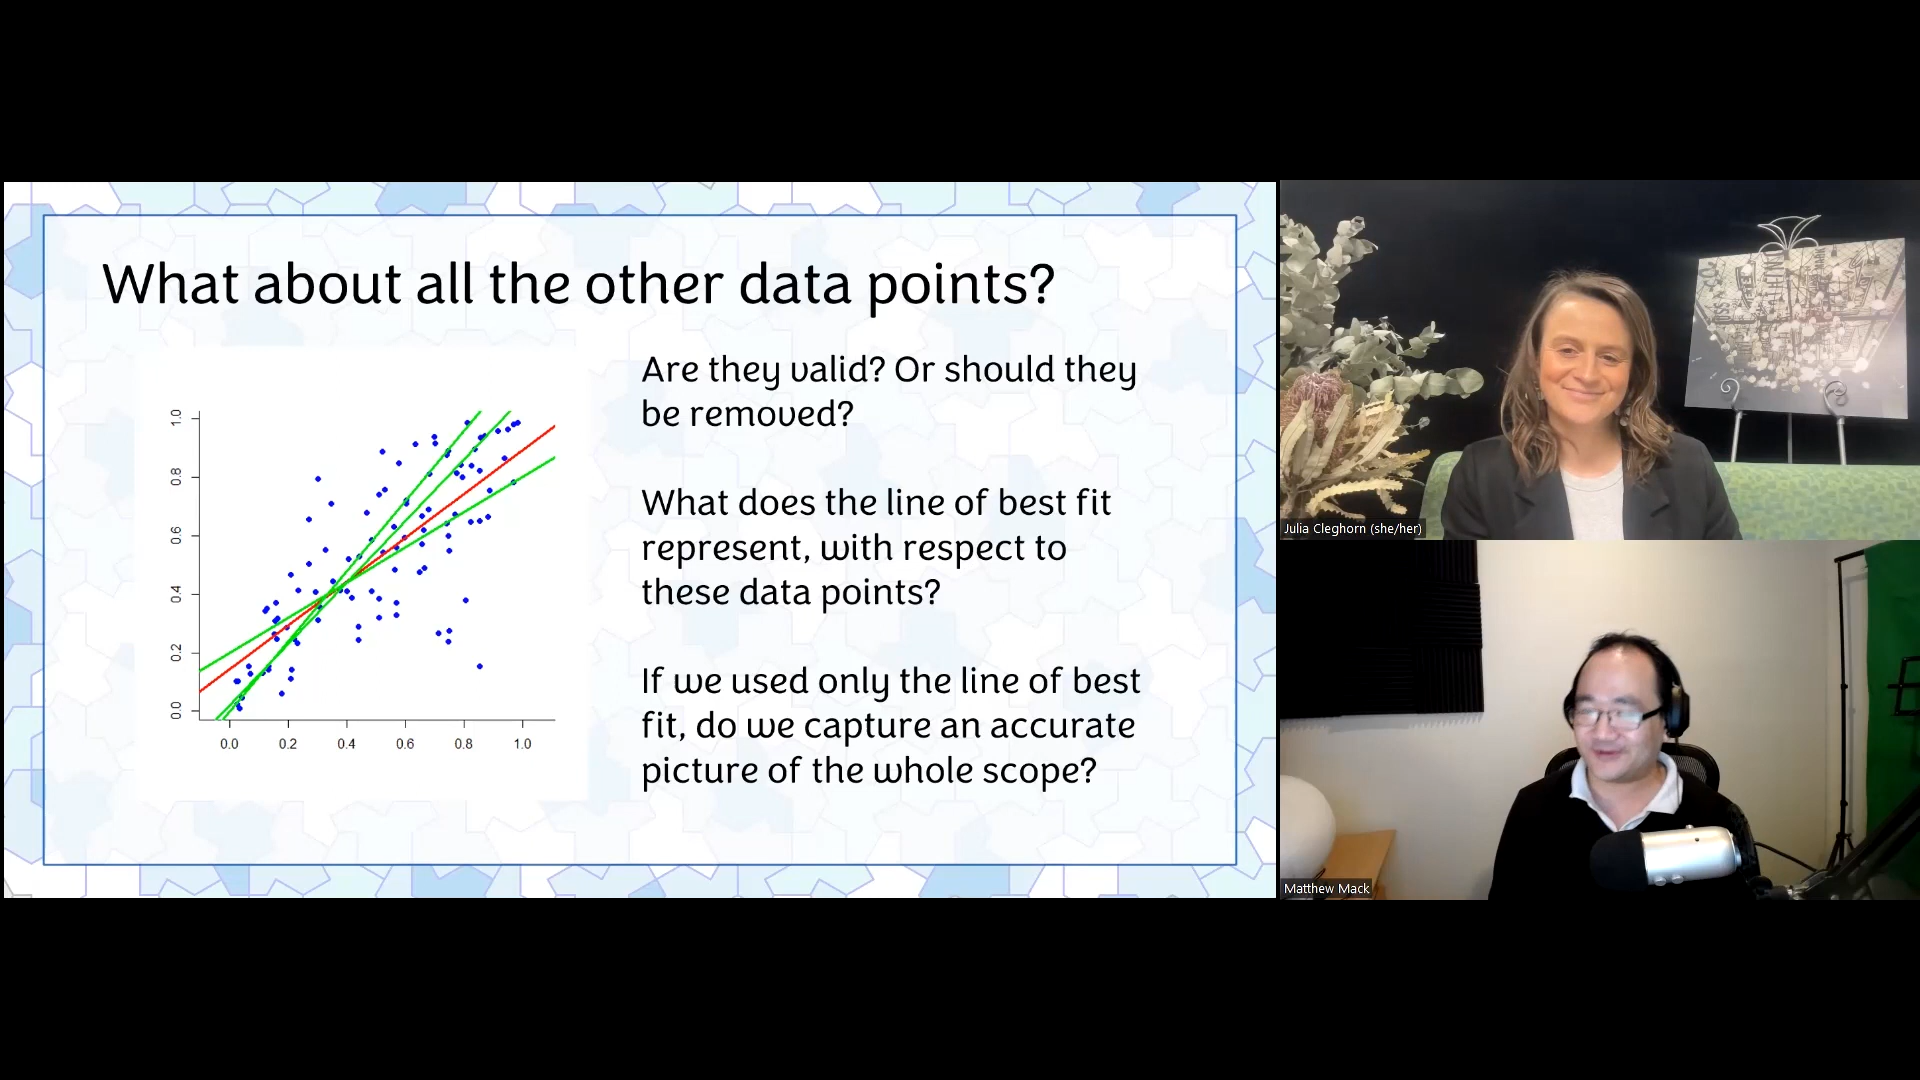 What about all the other data points?
Are they valid? Or should they
be removed?
What does the line of best fit
represent, with respect to
these data points?
If we used only the line of best
fit, do we capture an accurate
picture of the whole scope?
1.0
0.8
0.6
0.4
0.2
0.0
0.0 0.2 0.4 0.6 0.8 1.0
Julia Cleghorn (she/her)
Matthew Mack